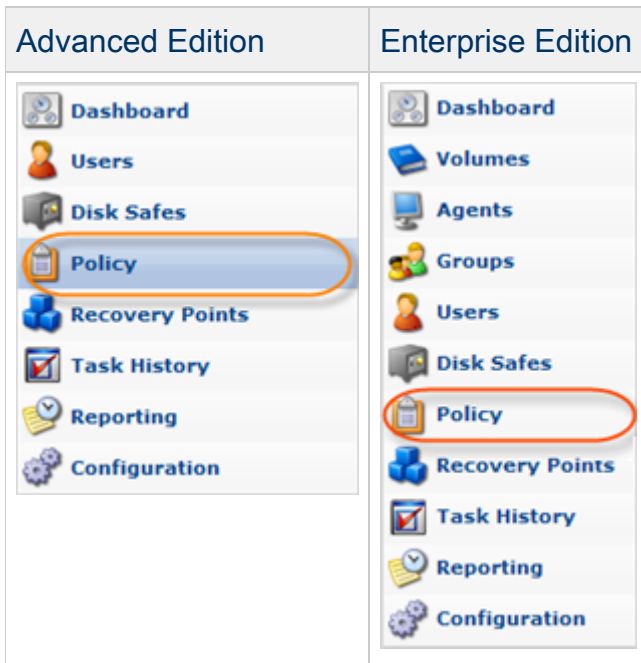 Advanced Edition
Dashboard
Users
Disk Safes
Policy
Recovery Points
Task History
Reporting
Configuration
Enterprise Edition
Dashboard
Volumes
Agents
Groups
Users
Disk Safes
Policy
Recovery Points
Task History
Reporting
Configuration